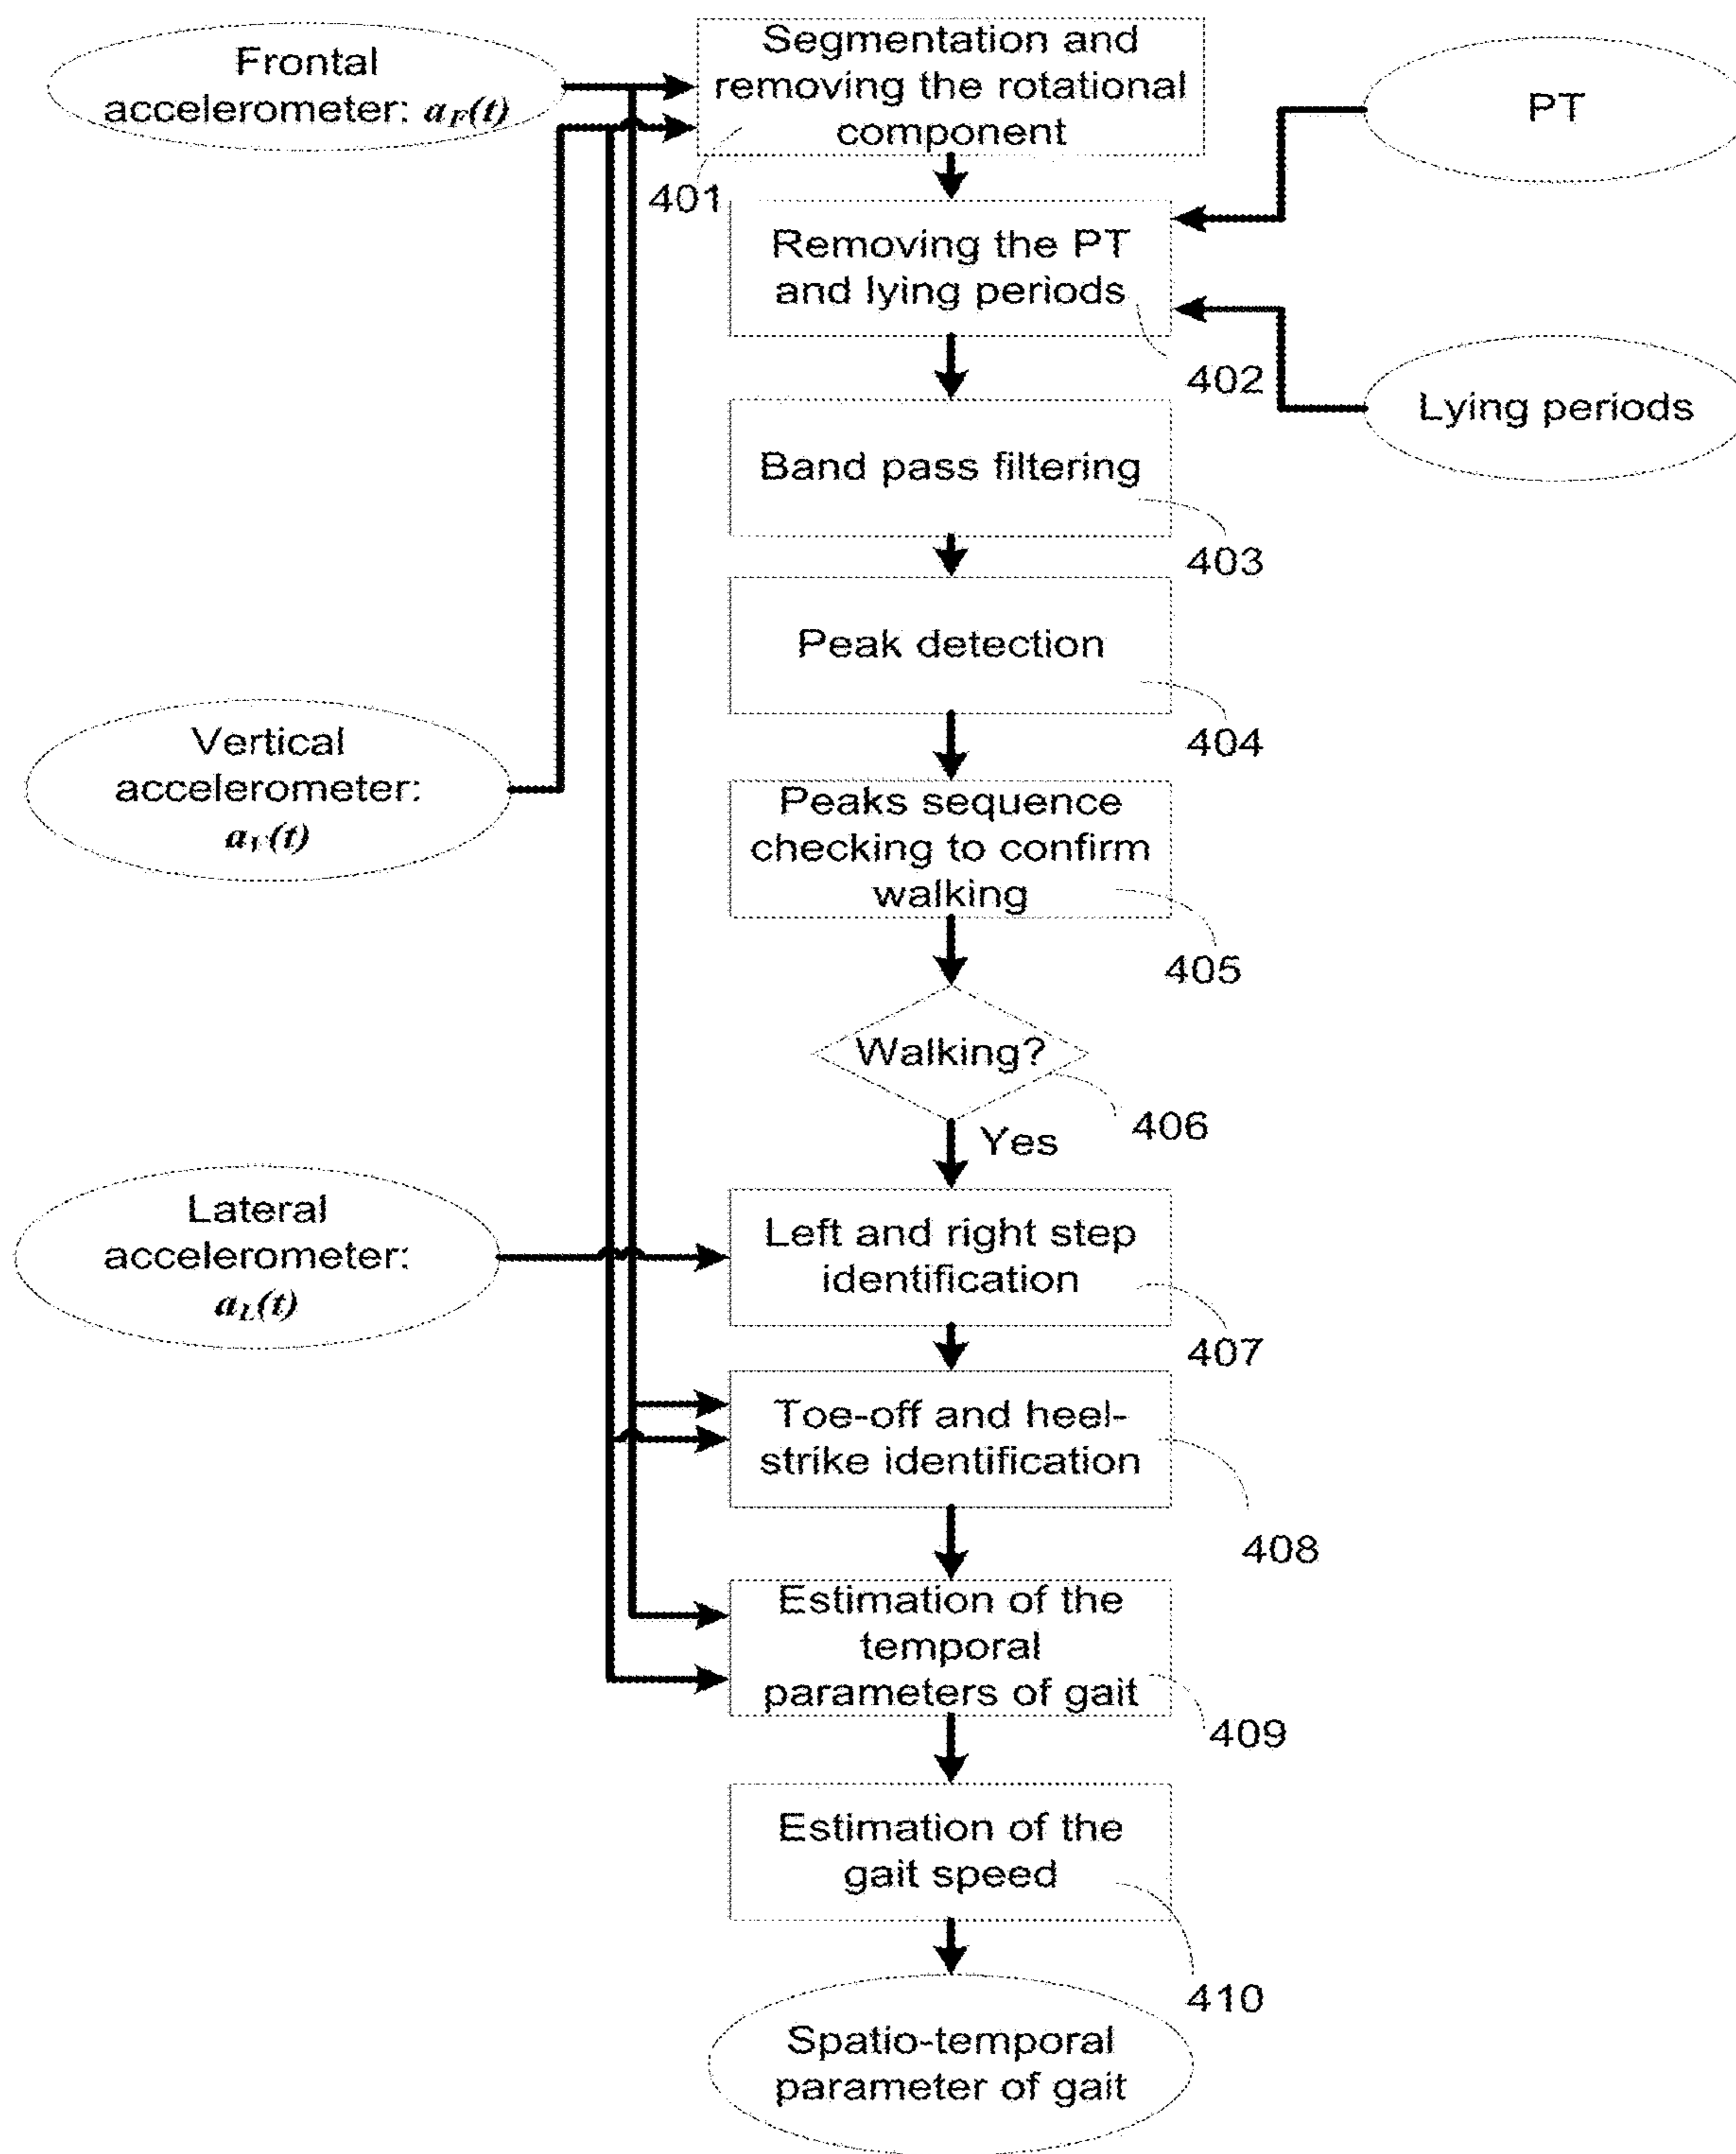 Frontal
accelerometer: a_F(t)
Segmentation and
removing the rotational
component
401
PT
Removing the PT
and lying periods
402
Lying periods
Band pass filtering
403
Peak detection
404
Vertical
accelerometer:
a_V(t)
Peaks sequence
checking to confirm
walking
405
Walking?
406
Yes
Lateral
accelerometer:
a_L(t)
Left and right step
identification
407
Toe-off and heel-
strike identification
408
Estimation of the
temporal
parameters of gait
409
Estimation of the
gait speed
410
Spatio-temporal
parameter of gait